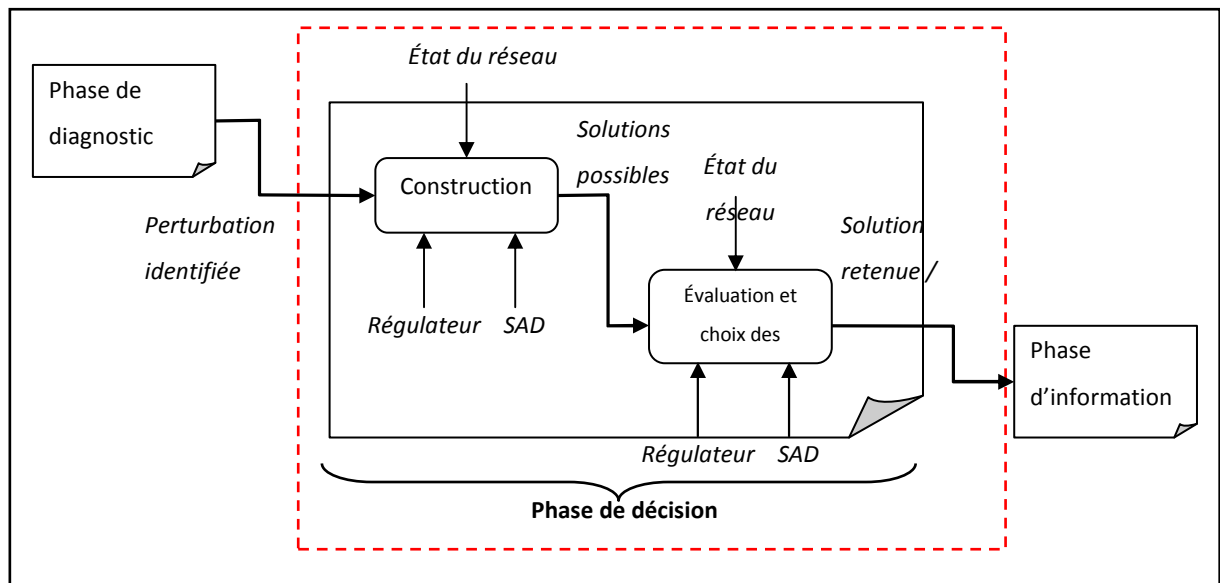 État du réseau
Phase de
diagnostic
Solutions
possibles
État du
réseau
Construction
Perturbation
identifiée
Solution
retenue /
Régulateur
SAD
Évaluation et
choix des
Phase
d’information
Régulateur
SAD
Phase de décision